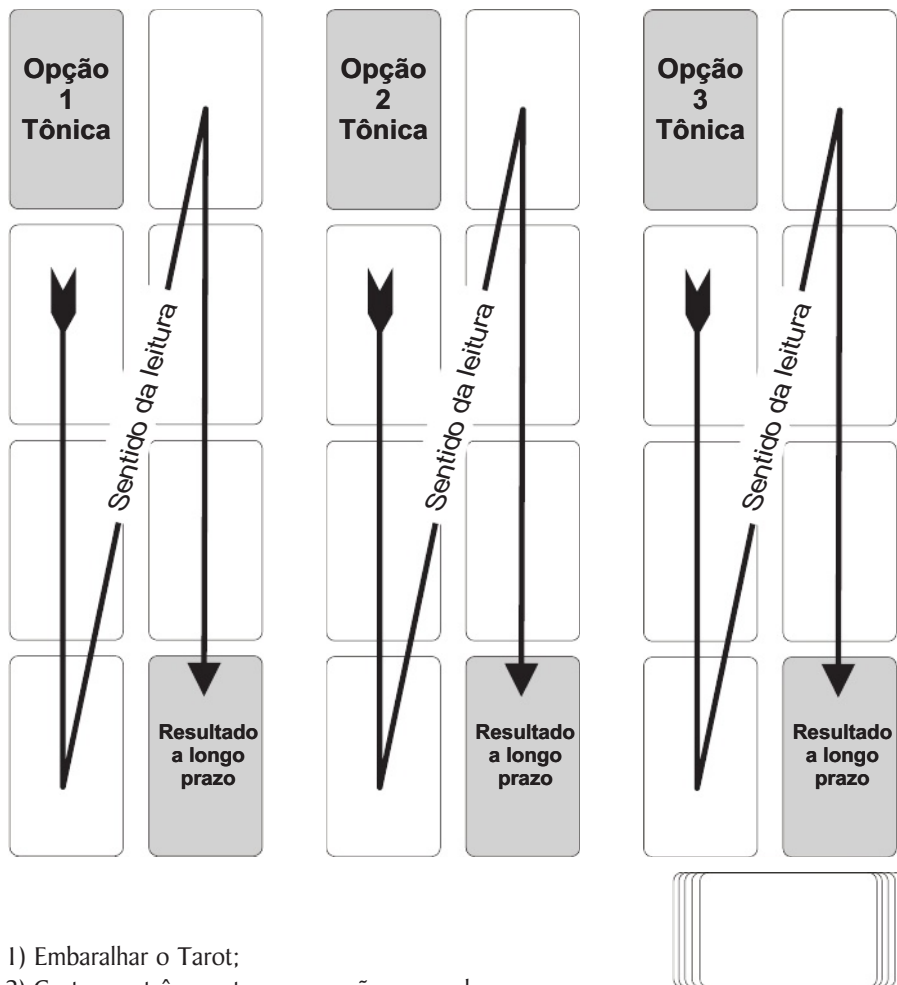 Opção
1
Tônica
Sentido da leitura
Resultado
a longo
prazo
Opção
2
Tônica
Sentido da leitura
Resultado
a longo
prazo
Opção
3
Tônica
Sentido da leitura
Resultado
a longo
prazo
1) Embaralhar o Tarot;